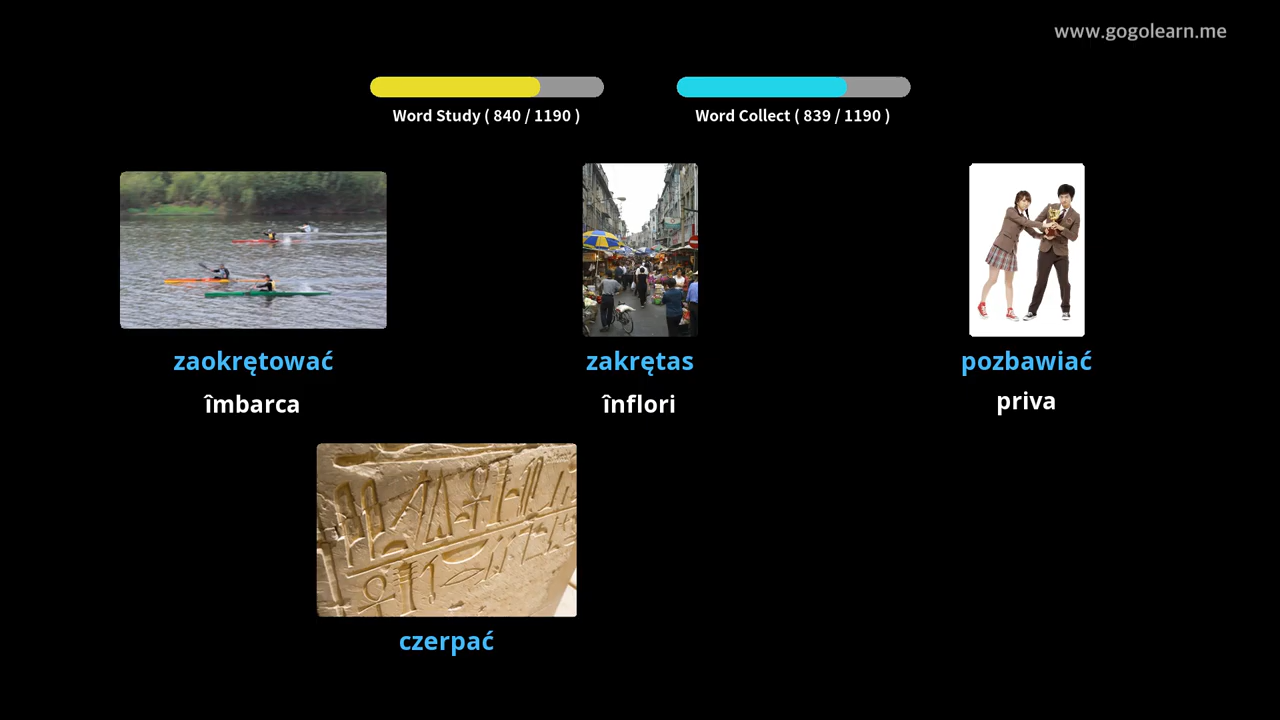 www.gogolearn.me
Word Study ( 840 / 1190 )
Word Collect ( 839 / 1190 )
zaokrętować
zakrętas
pozbawiać
îmbarca
înflori
priva
czerpać